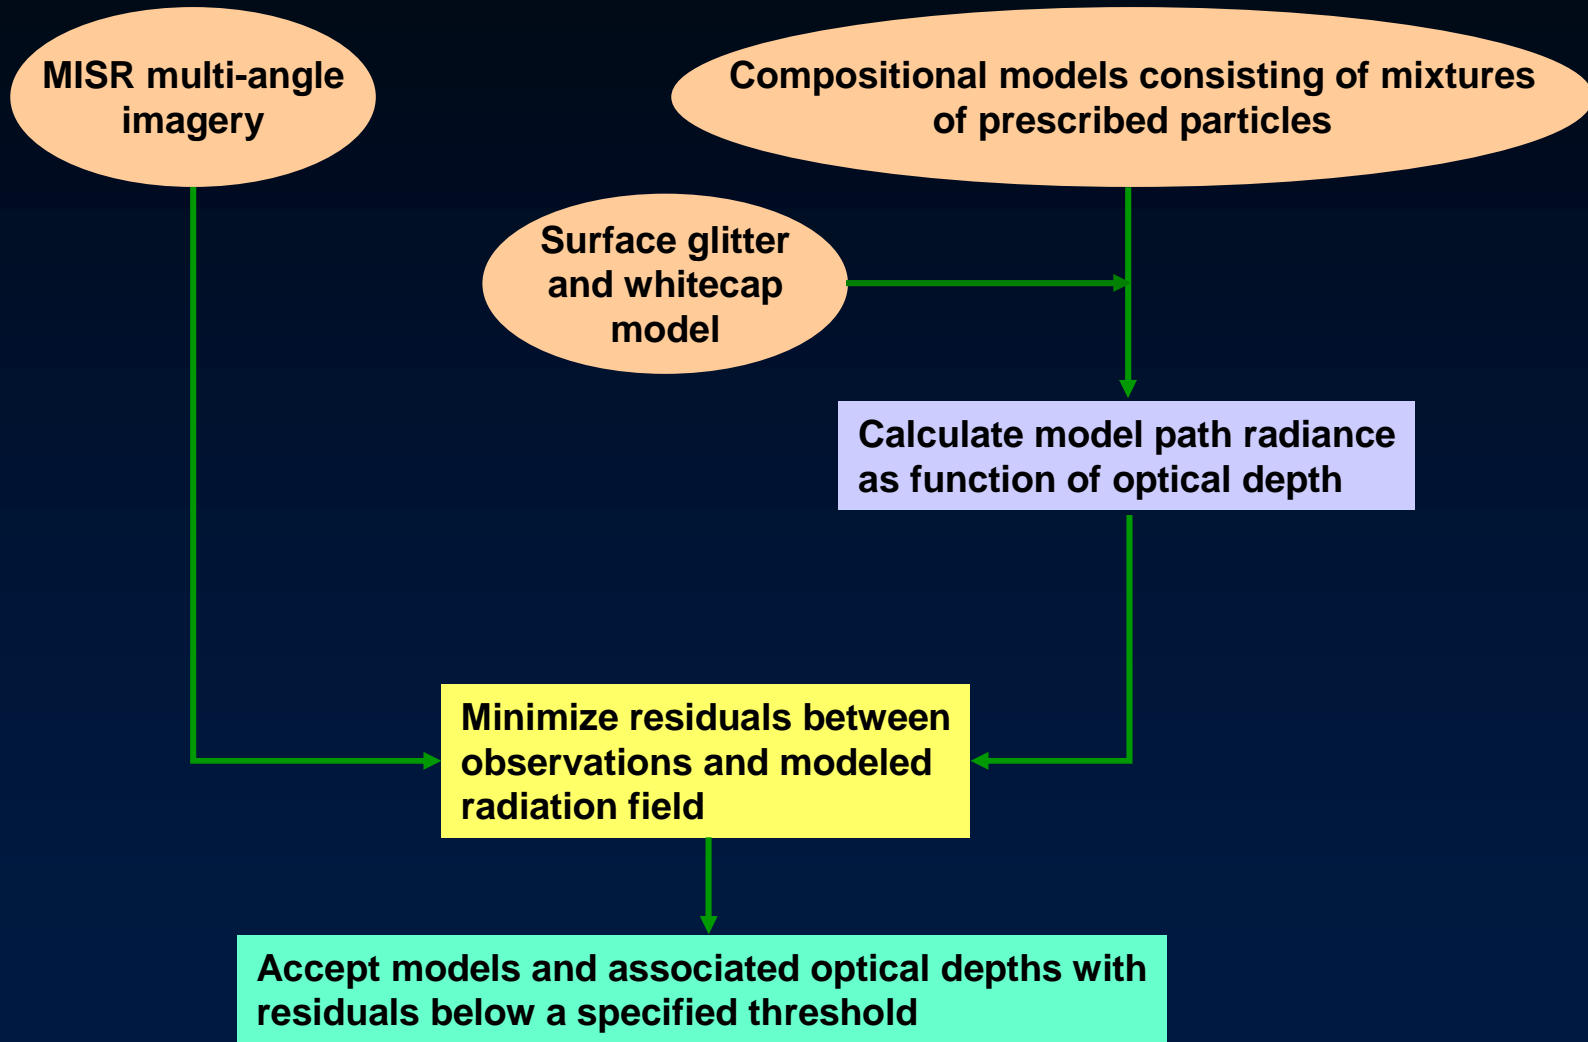 MISR multi-angle
imagery
Compositional models consisting of mixtures
of prescribed particles
Surface glitter
and whitecap
model
Calculate model path radiance
as function of optical depth
Minimize residuals between
observations and modeled
radiation field
Accept models and associated optical depths with
residuals below a specified threshold